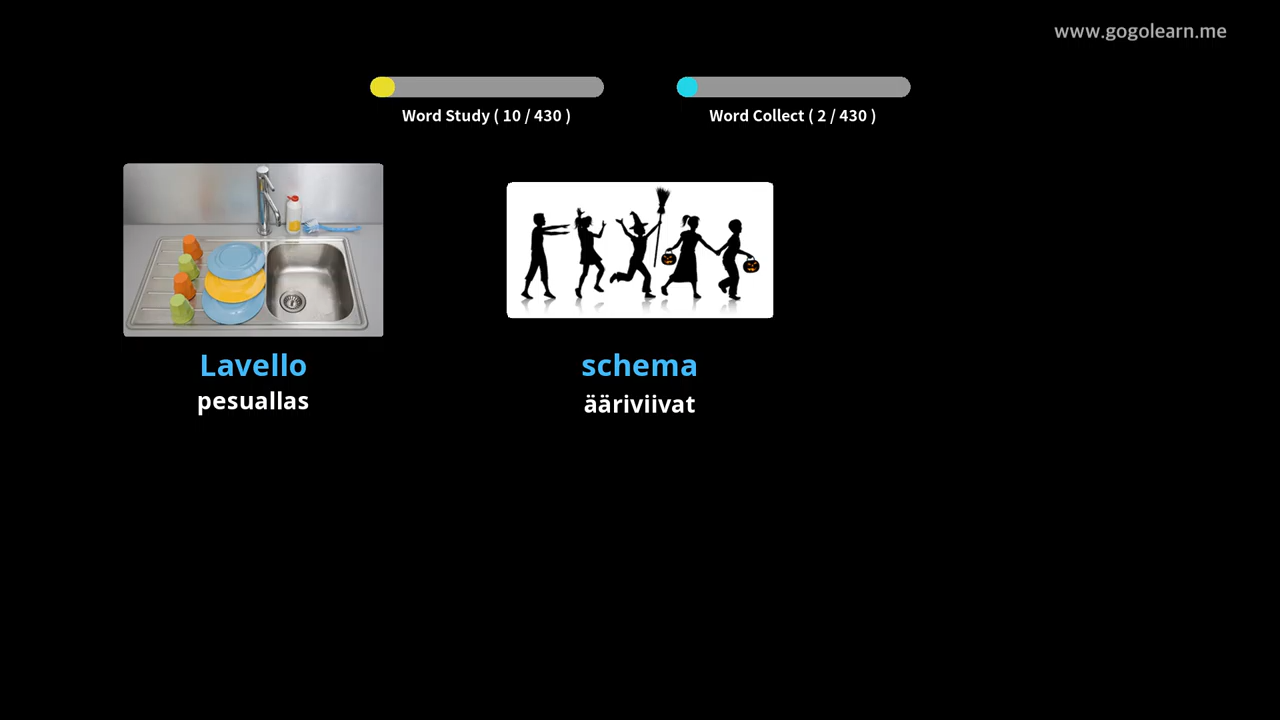 www.gogolearn.me
Word Study ( 10 / 430 )
Word Collect ( 2 / 430 )
Lavello
pesuallas
schema
ääriviivat